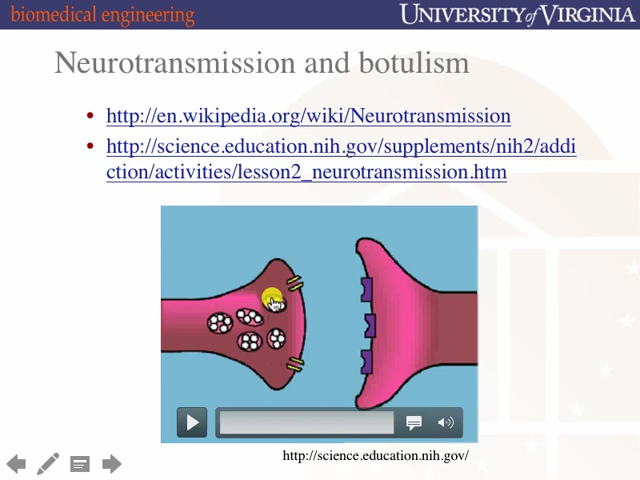 biomedical engineering
UNIVERSITY of VIRGINIA
Neurotransmission and botulism
• http://en.wikipedia.org/wiki/Neurotransmission
• http://science.education.nih.gov/supplements/nih2/addi
ction/activities/lesson2_neurotransmission.htm
http://science.education.nih.gov/